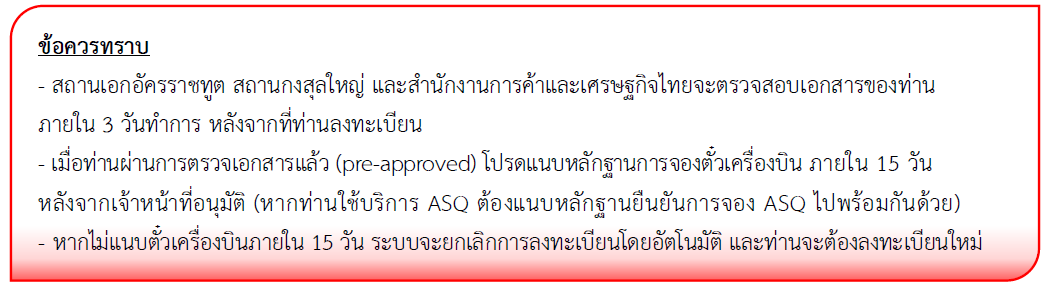 ข้อควรทราบ
- สถานเอกอัครราชทูต สถานกงสุลใหญ่ และสำนักงานการค้าและเศรษฐกิจไทยจะตรวจสอบเอกสารของท่าน
ภายใน 3 วันทำการ หลังจากที่ท่านลงทะเบียน
- เมื่อท่านผ่านการตรวจเอกสารแล้ว (pre-approved) โปรดแนบหลักฐานการจองตั๋วเครื่องบิน ภายใน 15 วัน
หลังจากเจ้าหน้าที่อนุมัติ (หากท่านใช้บริการ ASQ ต้องแนบหลักฐานยืนยันการจอง ASQ ไปพร้อมกันด้วย)
- หากไม่แนบตั๋วเครื่องบินภายใน 15 วัน ระบบจะยกเลิกการลงทะเบียนโดยอัตโนมัติ และท่านจะต้องลงทะเบียนใหม่